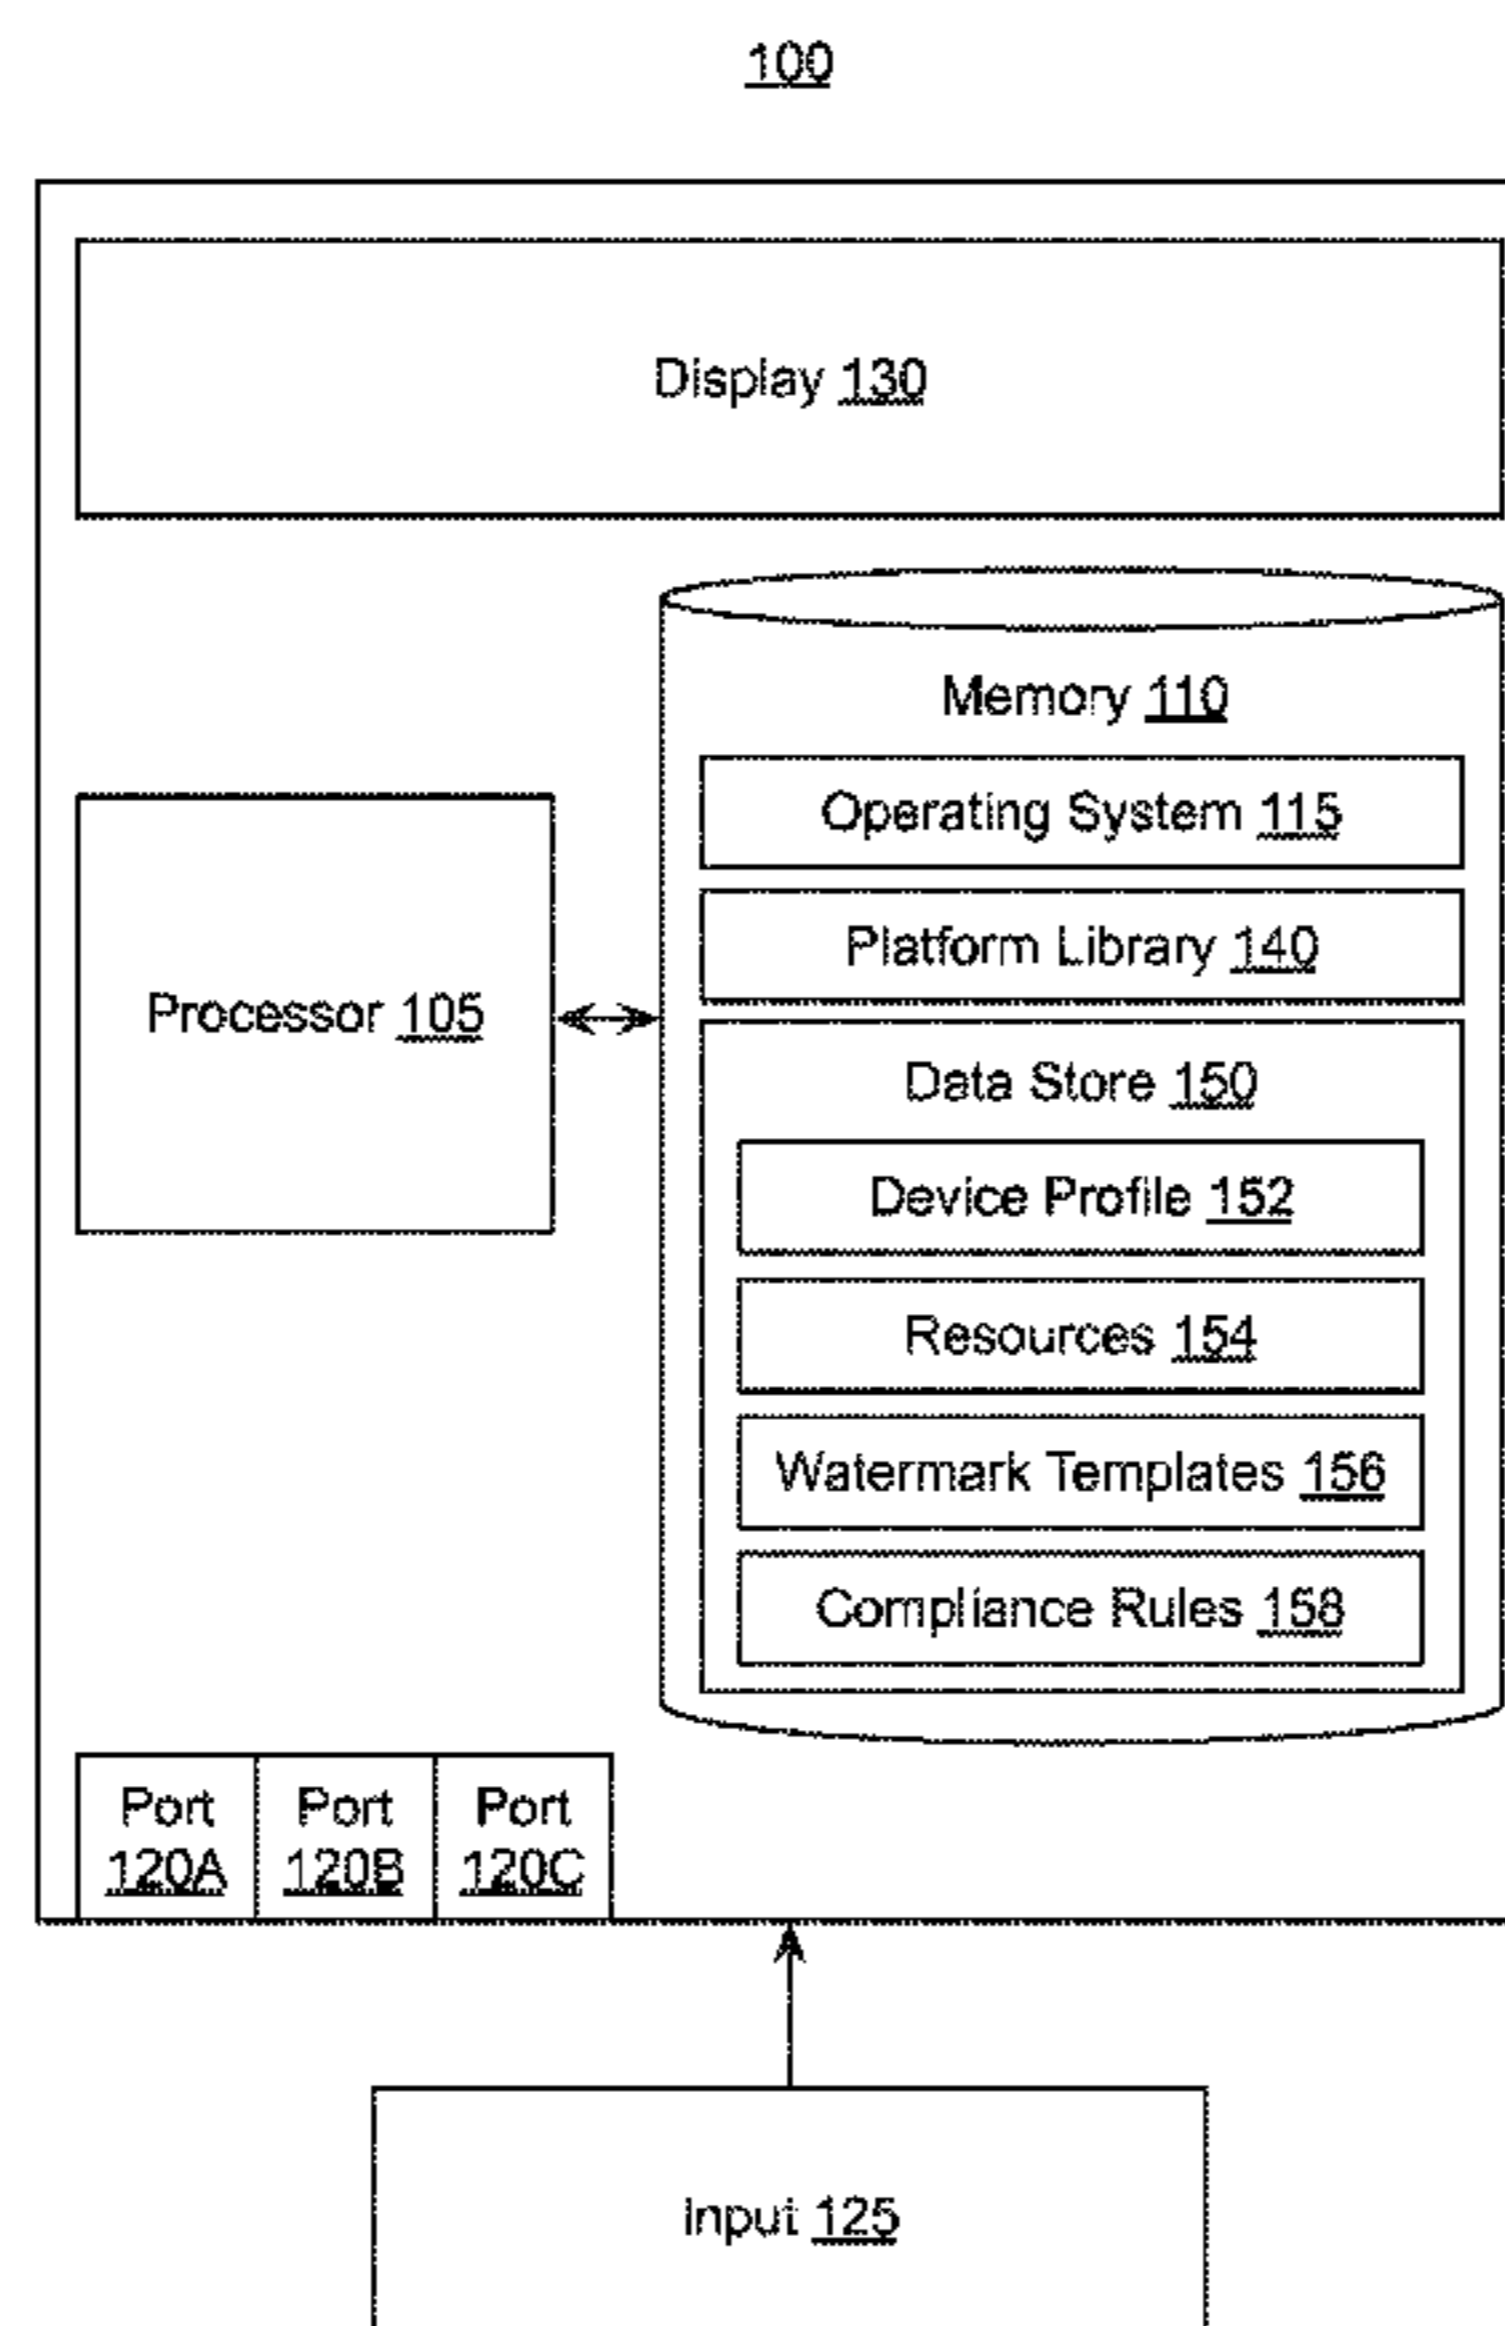 100
Display 130
Memory 110
Operating System 115
Platform Library 140
Processor 105
Data Store 150
Device Profile 152
Resources 154
Watermark Templates 156
Compliance Rules 158
Port 120A
Port 120B
Port 120C
Input 125